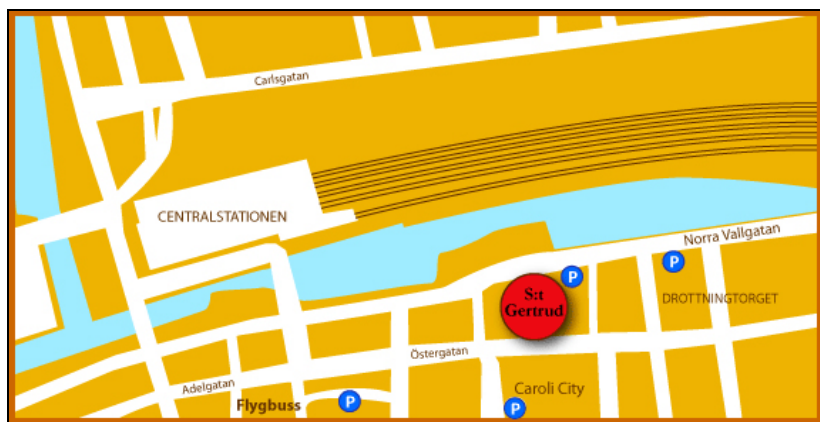 Carlsgatan
CENTRALSTATIONEN
Norra Vallgatan
P
P
S:t
Gertrud
DROTTNINGTORGET
Östergatan
Adelgatan
Caroli City
Flygbuss
P
P